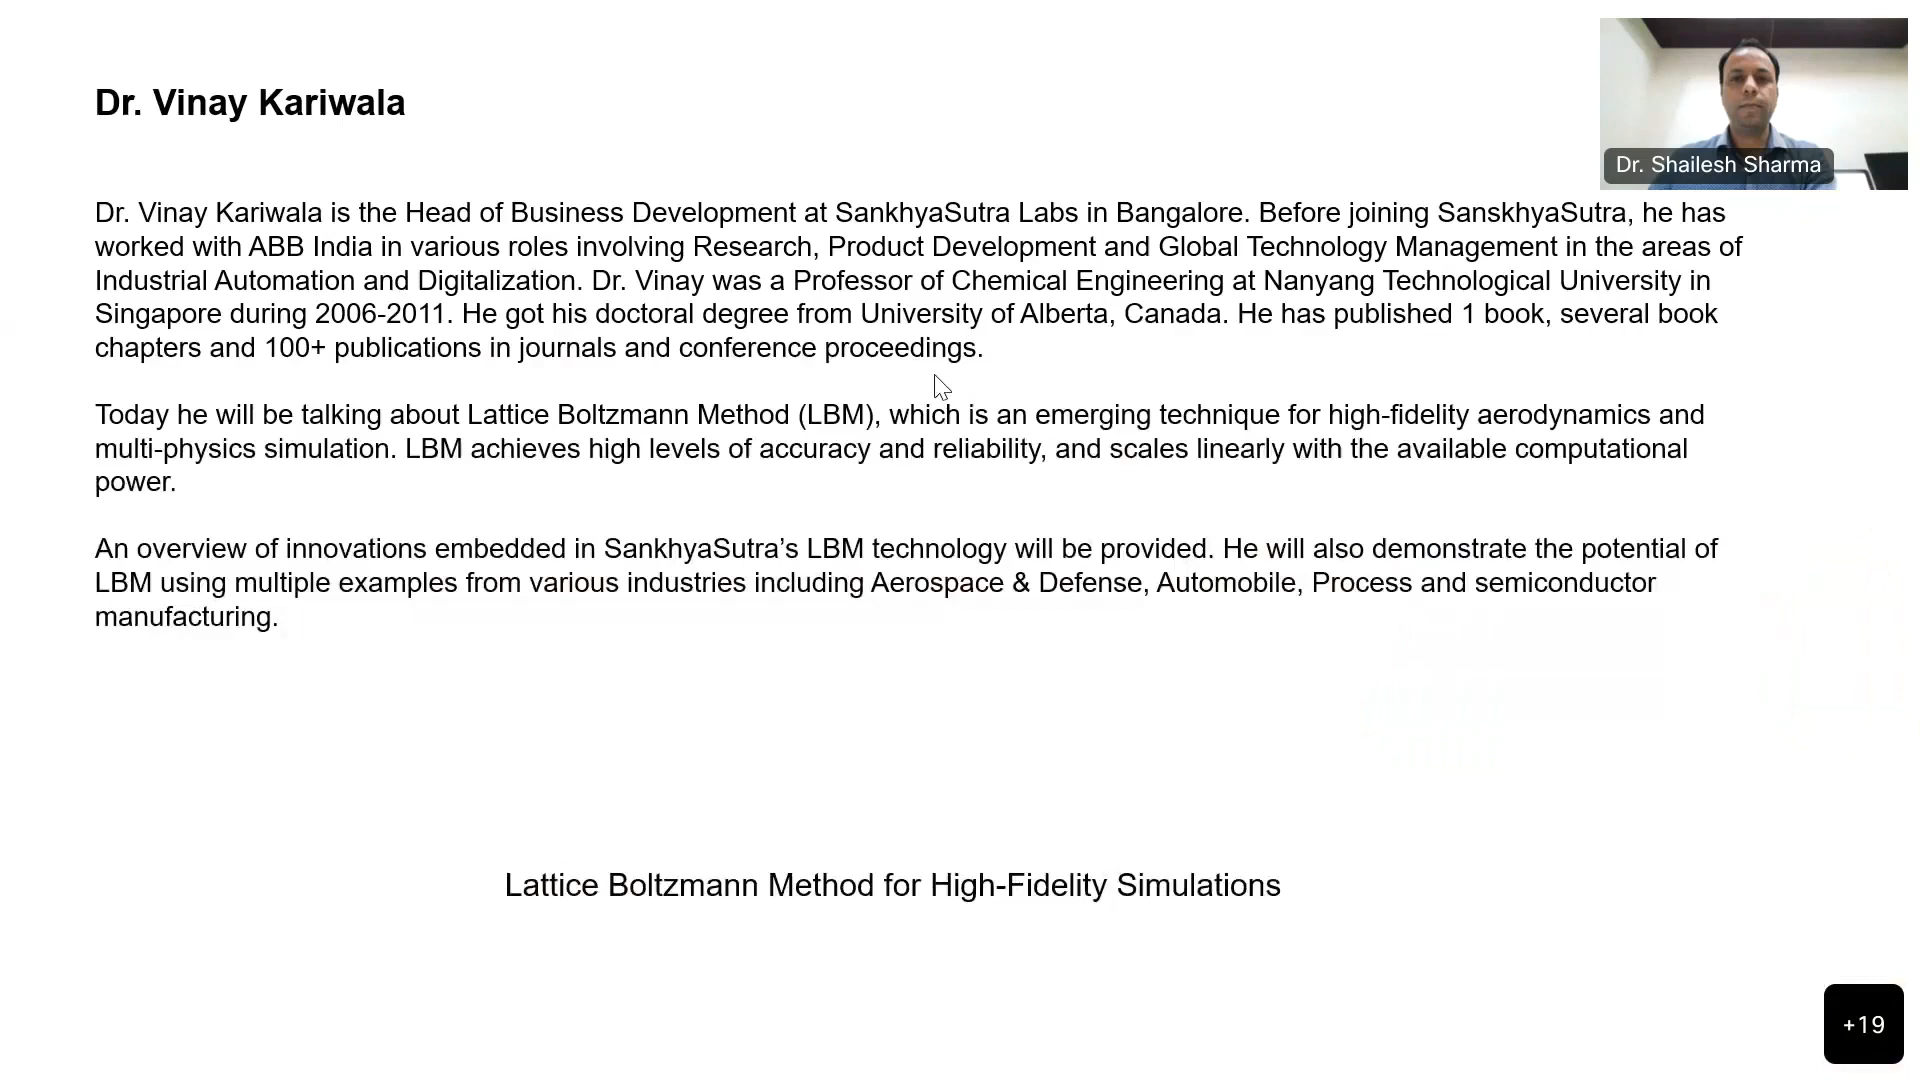 Dr. Vinay Kariwala
Dr. Shailesh Sharma
Dr. Vinay Kariwala is the Head of Business Development at SankhyaSutra Labs in Bangalore. Before joining SanskhyaSutra, he has
worked with ABB India in various roles involving Research, Product Development and Global Technology Management in the areas of
Industrial Automation and Digitalization. Dr. Vinay was a Professor of Chemical Engineering at Nanyang Technological University in
Singapore during 2006-2011. He got his doctoral degree from University of Alberta, Canada. He has published 1 book, several book
chapters and 100+ publications in journals and conference proceedings.
Today he will be talking about Lattice Boltzmann Method (LBM), which is an emerging technique for high-fidelity aerodynamics and
multi-physics simulation. LBM achieves high levels of accuracy and reliability, and scales linearly with the available computational
power.
An overview of innovations embedded in SankhyaSutra’s LBM technology will be provided. He will also demonstrate the potential of
LBM using multiple examples from various industries including Aerospace & Defense, Automobile, Process and semiconductor
manufacturing.
Lattice Boltzmann Method for High-Fidelity Simulations
+19